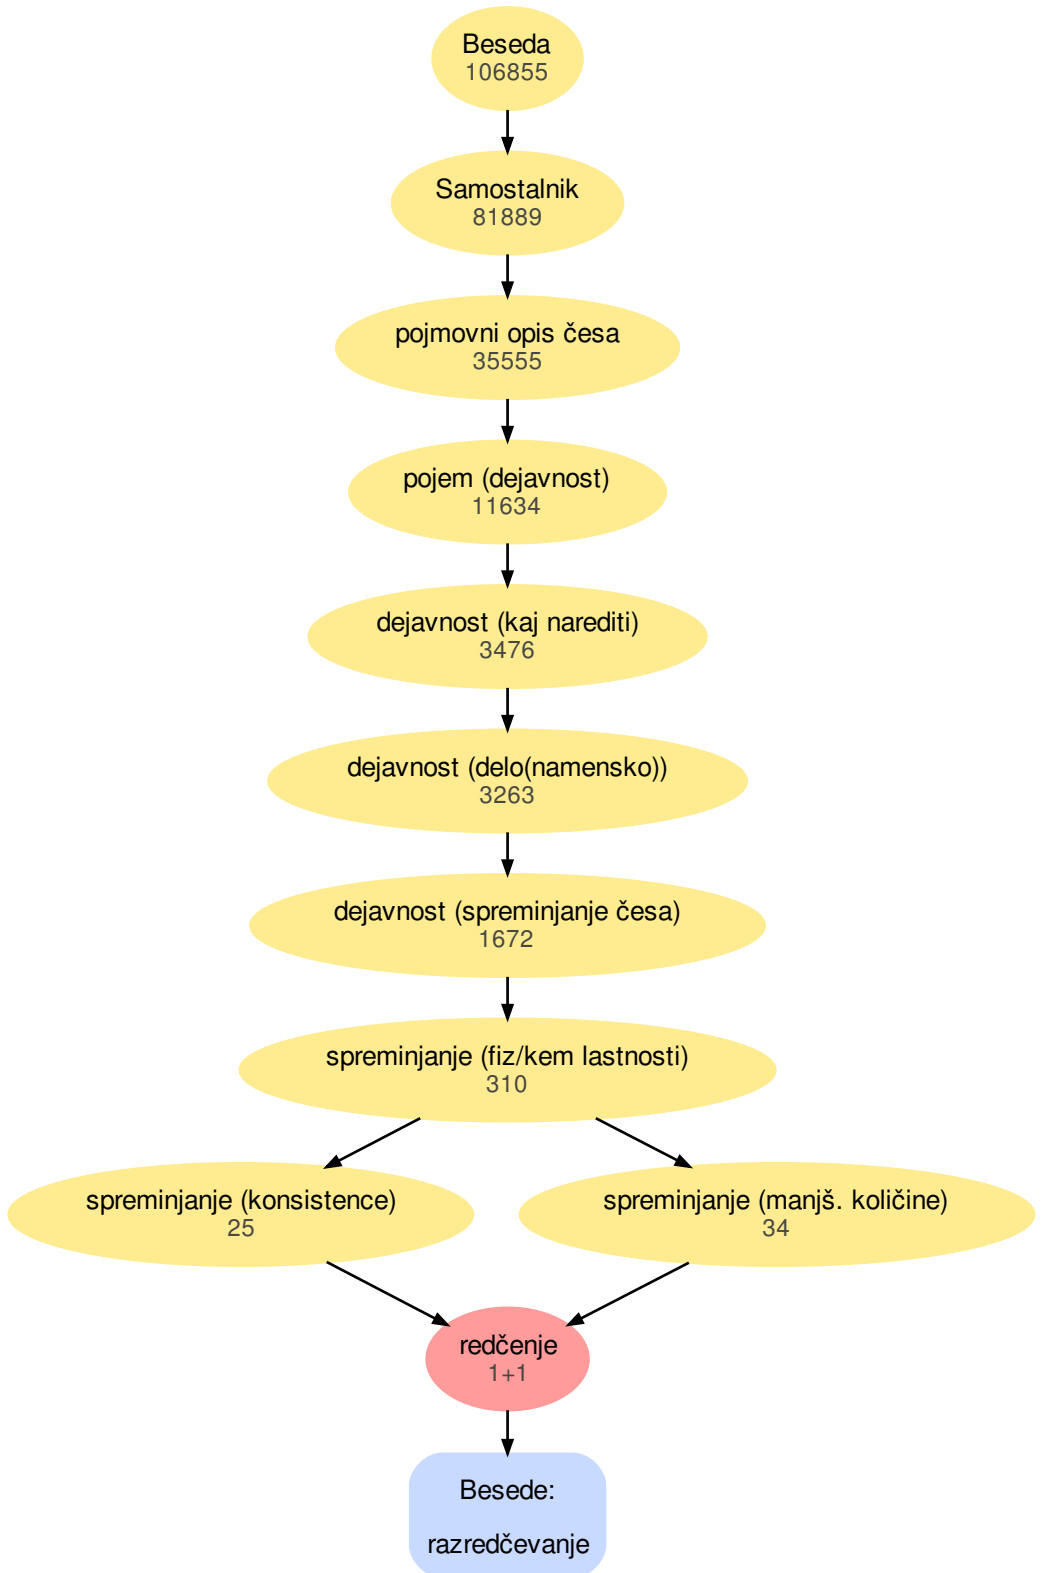 Beseda
106855
Samostalnik
81889
pojmovni opis česa
35555
pojem (dejavnost)
11634
dejavnost (kaj narediti)
3476
dejavnost (delo(namensko))
3263
dejavnost (spreminjanje česa)
1672
spreminjanje (fiz/kem lastnosti)
310
spreminjanje (konsistence)
25
spreminjanje (manjš. količine)
34
redčenje
1+1
Besede:
razredčevanje